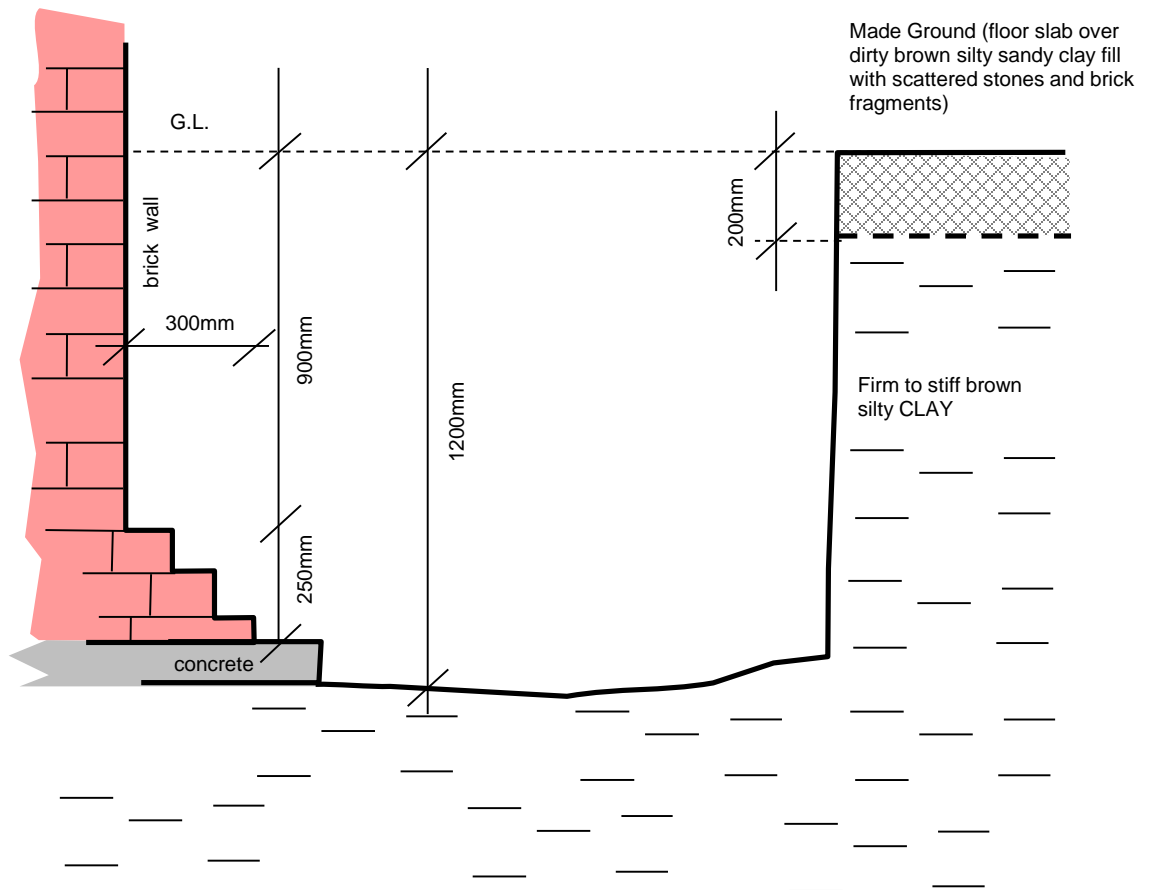 Made Ground (floor slab over
dirty brown silty sandy clay fill
with scattered stones and brick
fragments)
G.L.
brick wall
200mm
300mm
900mm
1200mm
Firm to stiff brown
silty CLAY
250mm
concrete